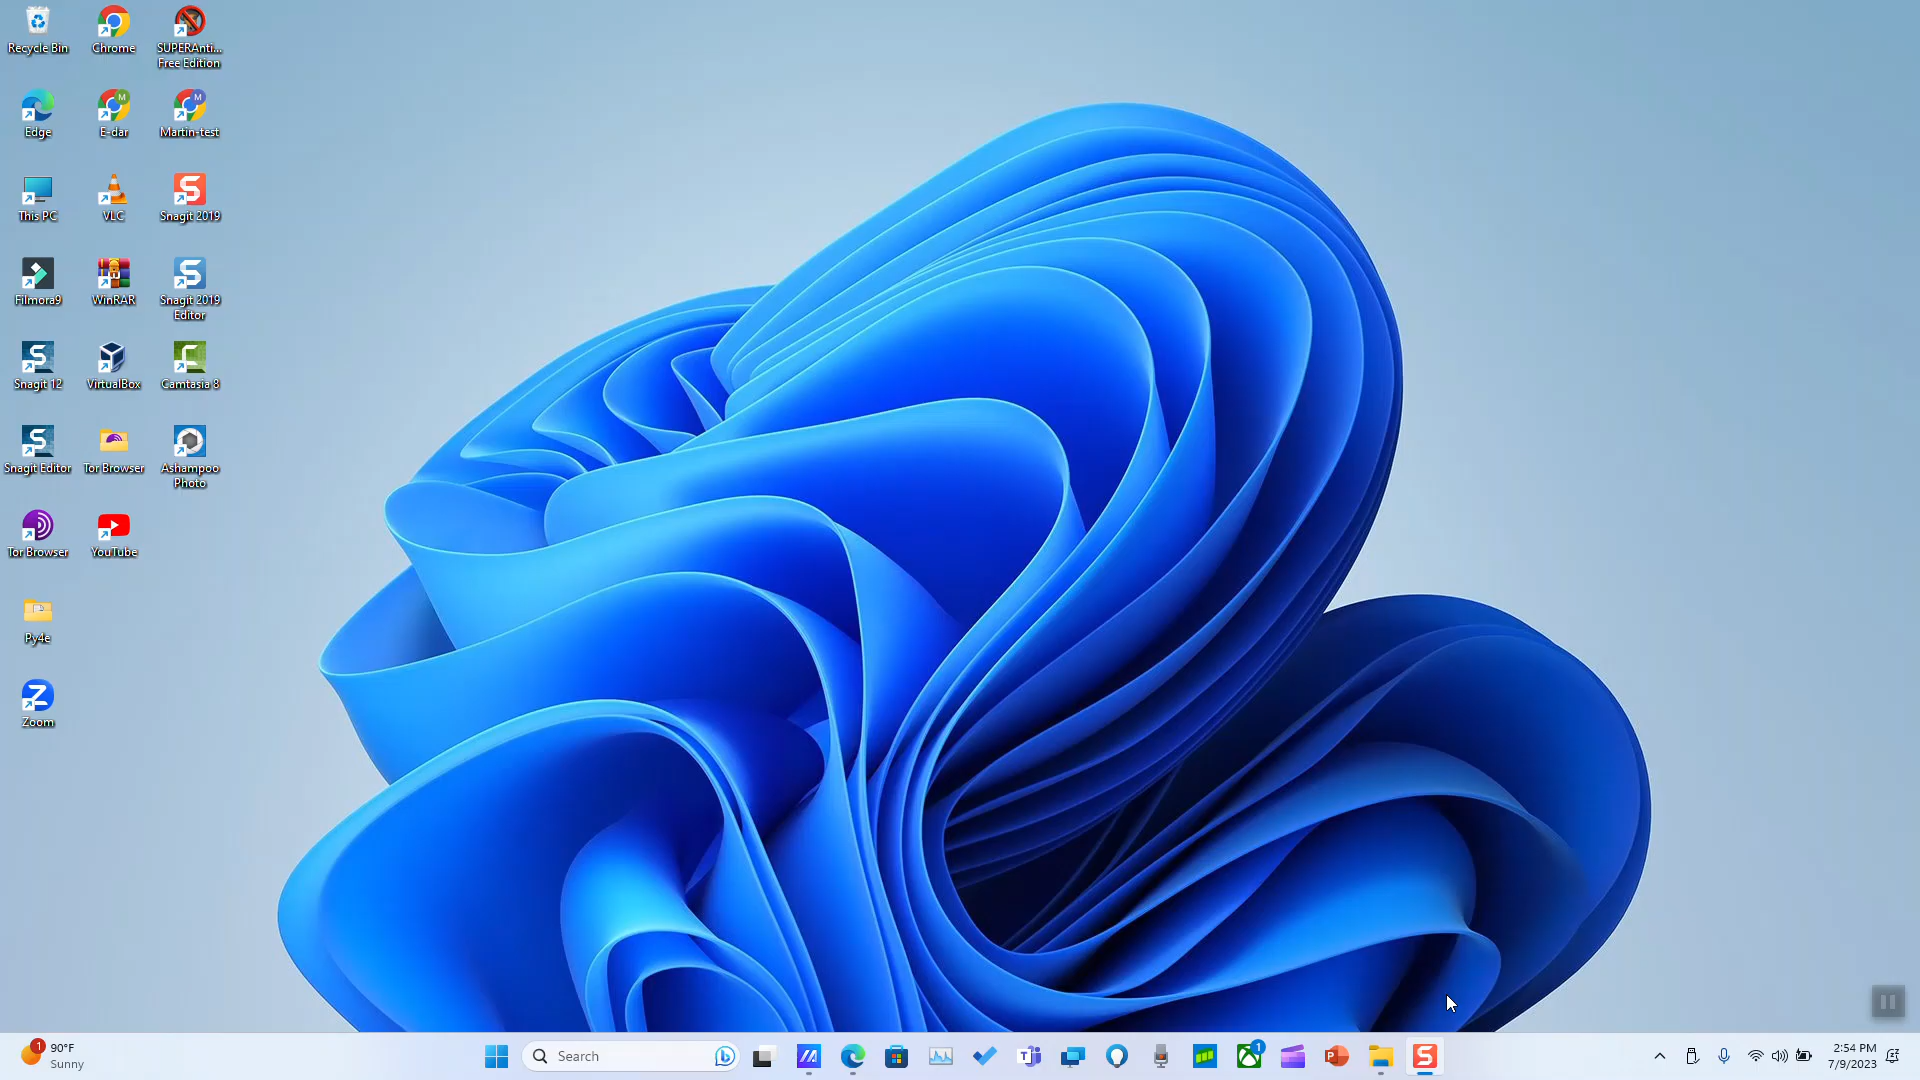 Recycle Bin
Chrome
SUPERAnti...
Free Edition
Edge
E-dar
Martin-test
This PC
VLC
Snagit 2019
Filmora9
WinRAR
Snagit 2019
Editor
Snagit 12
VirtualBox
Camtasia 8
Snagit Editor
Tor Browser
Ashampoo
Photo
Tor Browser
YouTube
Py4e
Zoom
1
90°F
Sunny
Search
1
2:54 PM
7/9/2023